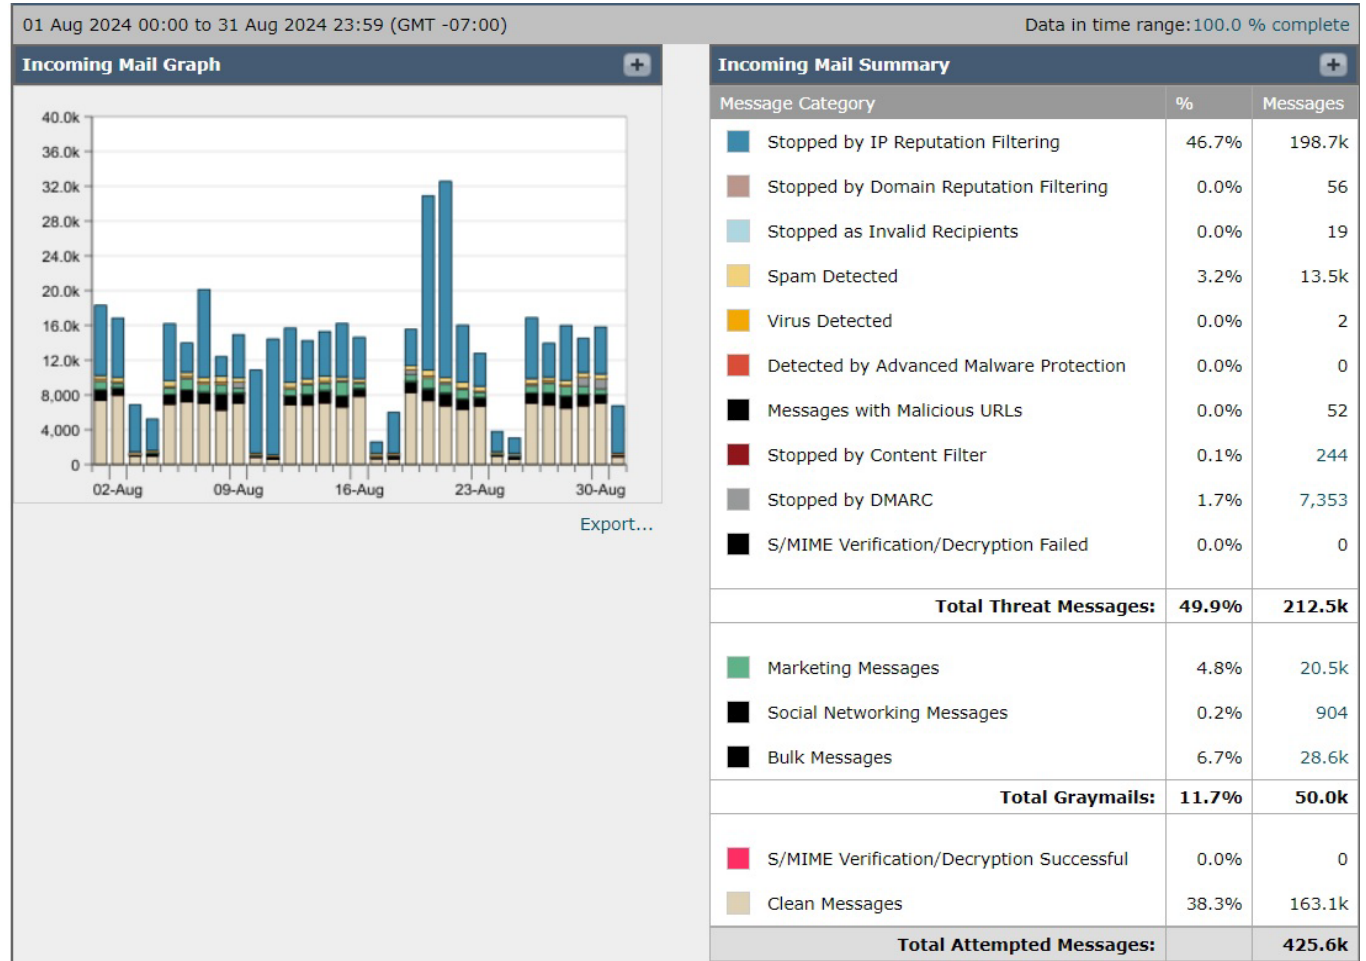 01 Aug 2024 00:00 to 31 Aug 2024 23:59 (GMT -07:00) Data in time range:100.0 % complete
Incoming Mail Graph
40.0k
36.0k
32.0k
28.0k
24.0k
20.0k
16.0k
12.0k
8,000
4,000
0
02-Aug 09-Aug 16-Aug 23-Aug 30-Aug
Export...
Incoming Mail Summary
Message Category % Messages
Stopped by IP Reputation Filtering 46.7% 198.7k
Stopped by Domain Reputation Filtering 0.0% 56
Stopped as Invalid Recipients 0.0% 19
Spam Detected 3.2% 13.5k
Virus Detected 0.0% 2
Detected by Advanced Malware Protection 0.0% 0
Messages with Malicious URLs 0.0% 52
Stopped by Content Filter 0.1% 244
Stopped by DMARC 1.7% 7,353
S/MIME Verification/Decryption Failed 0.0% 0
Total Threat Messages: 49.9% 212.5k
Marketing Messages 4.8% 20.5k
Social Networking Messages 0.2% 904
Bulk Messages 6.7% 28.6k
Total Graymails: 11.7% 50.0k
S/MIME Verification/Decryption Successful 0.0% 0
Clean Messages 38.3% 163.1k
Total Attempted Messages: 425.6k